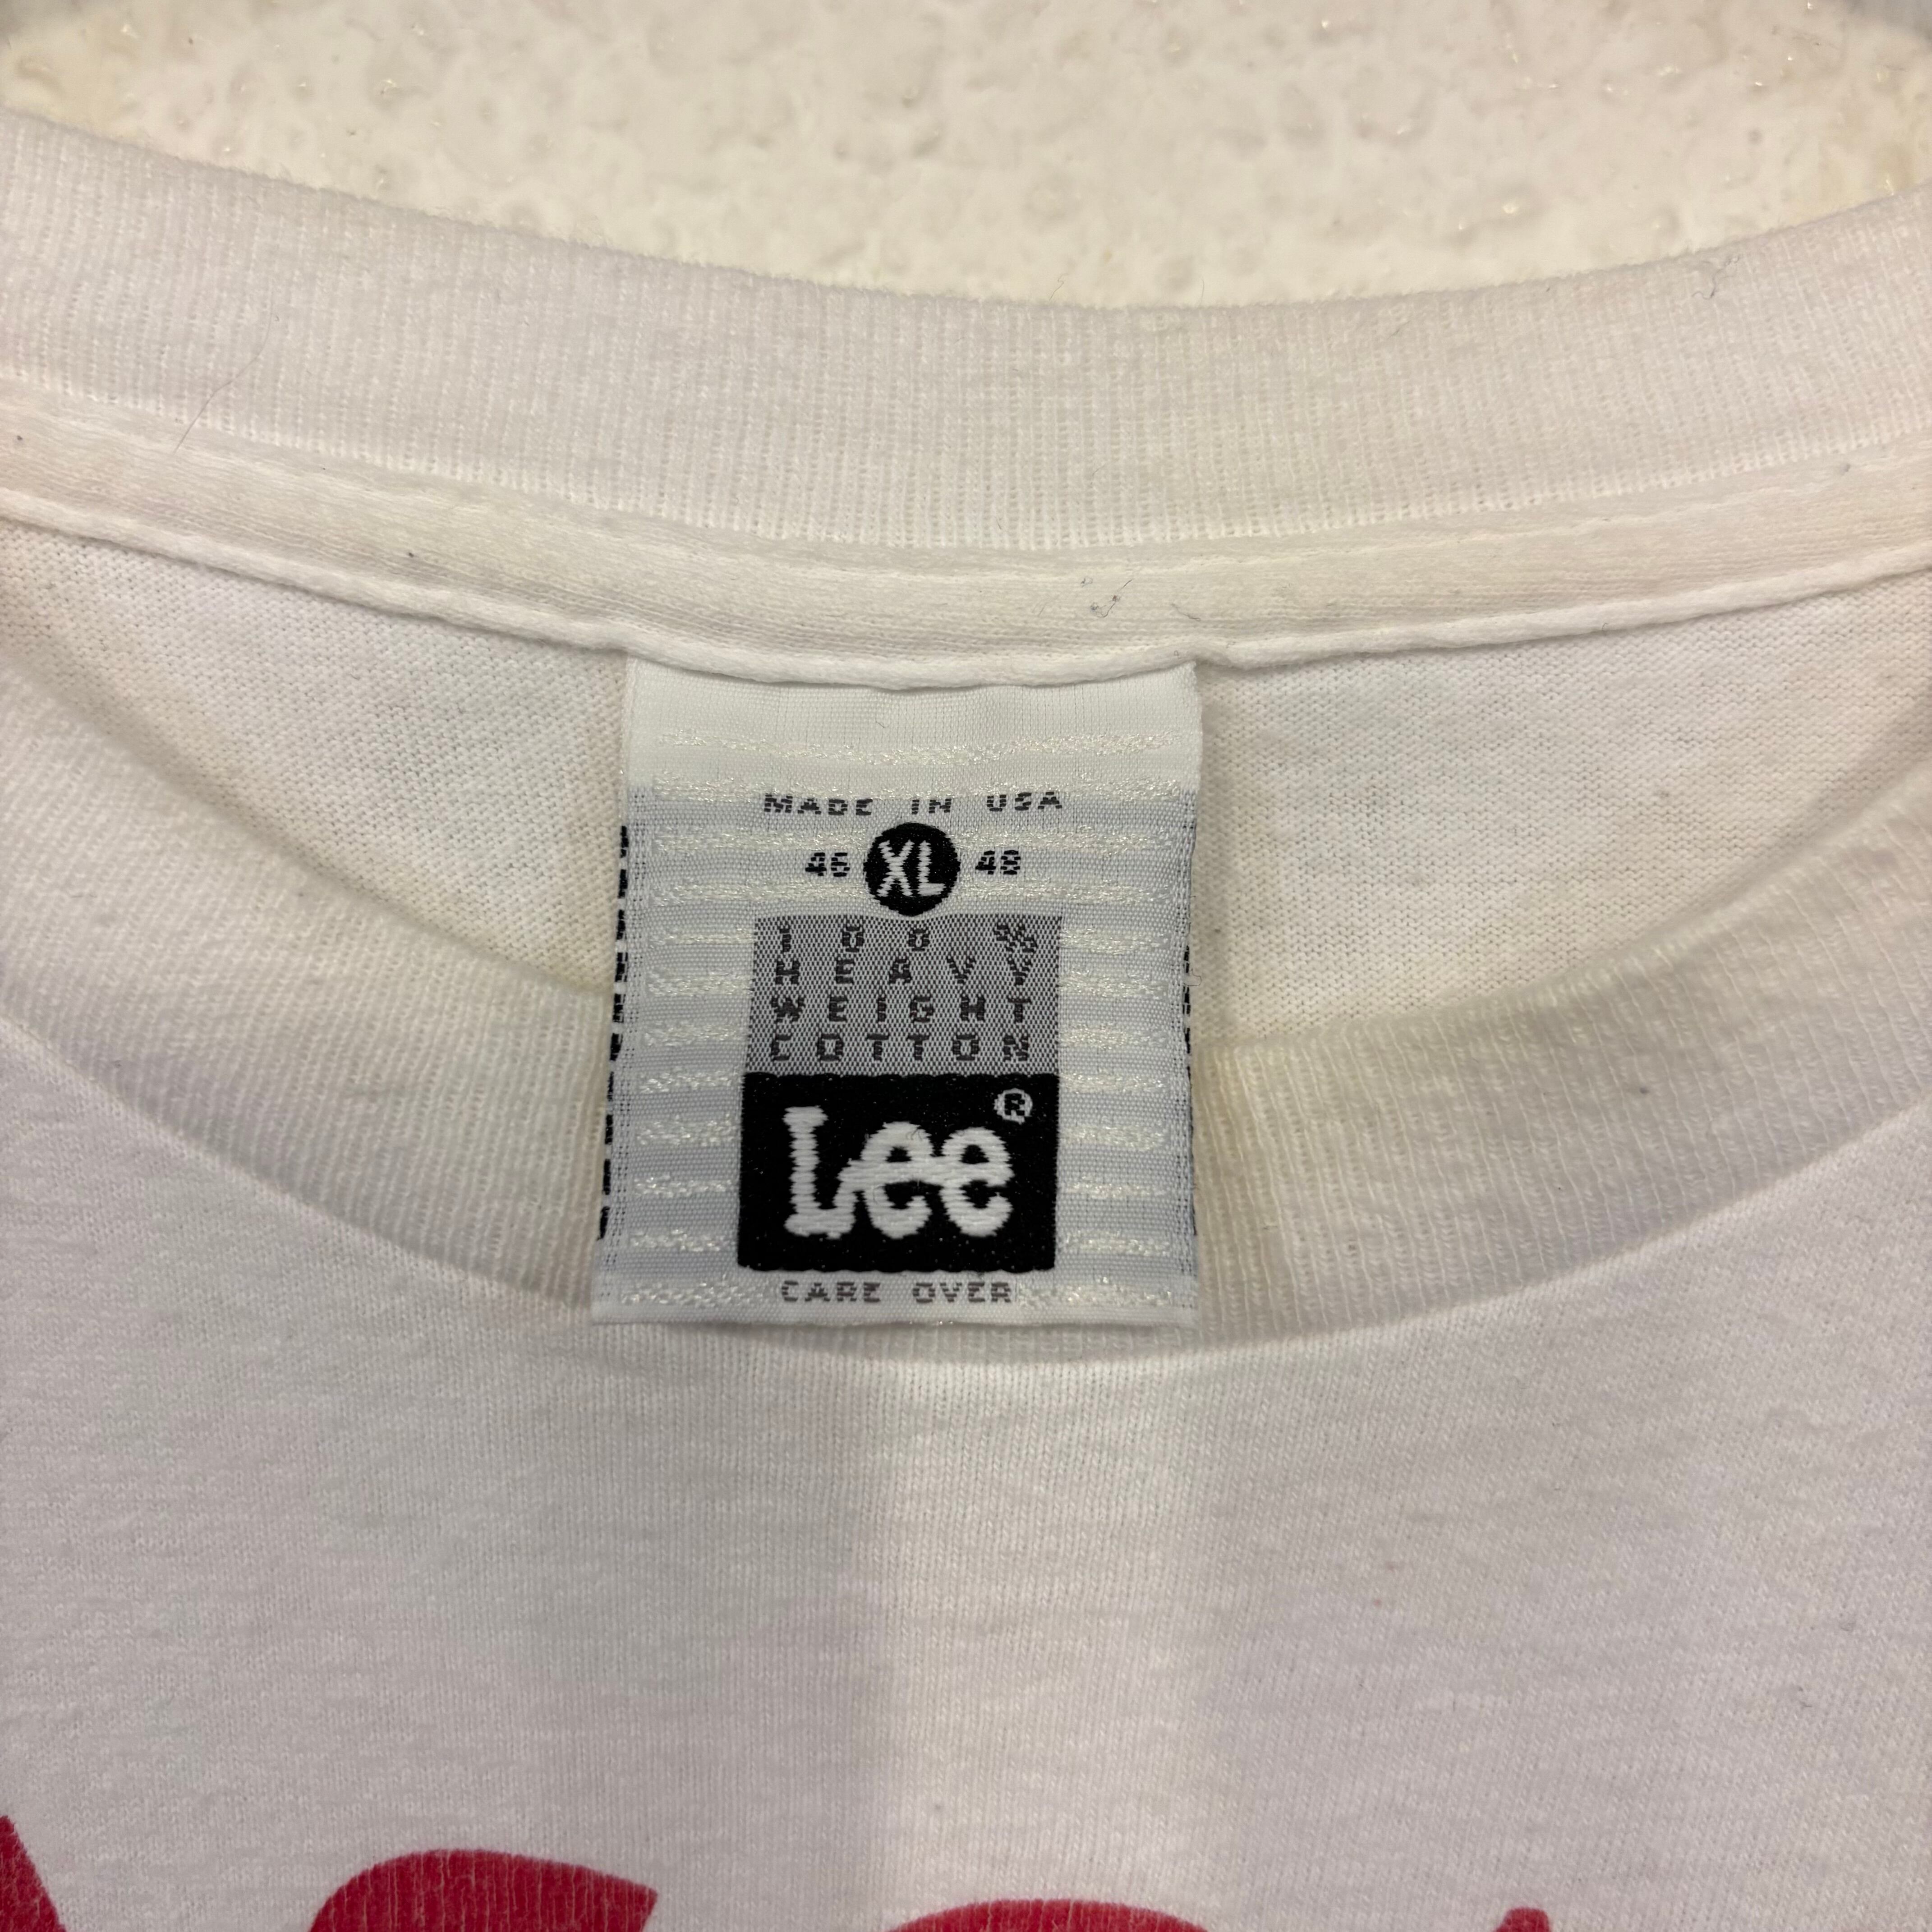 MADE IN USA
46 XL 48
100%
HEAVY
WEIGHT
COTTON
Lee®
CARE OVER